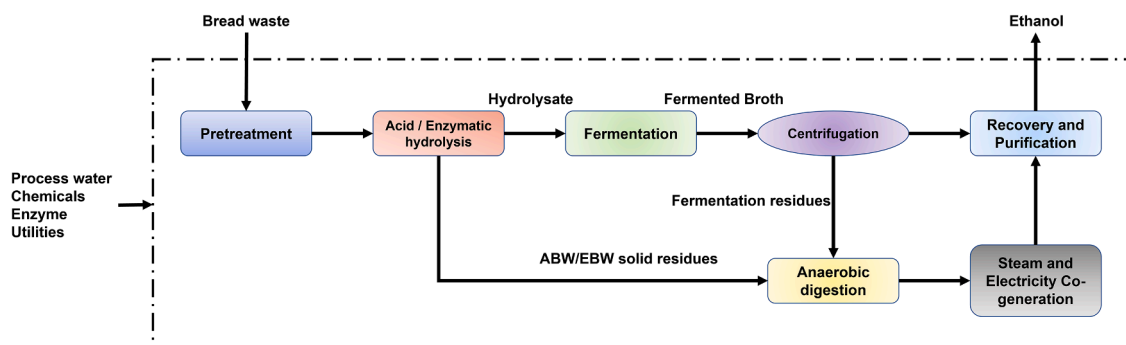 Bread waste
Ethanol
Hydrolysate
Fermented Broth
Pretreatment
Acid / Enzymatic
hydrolysis
Fermentation
Centrifugation
Recovery and
Purification
Process water
Chemicals
Enzyme
Utilities
Fermentation residues
ABW/EBW solid residues
Anaerobic
digestion
Steam and
Electricity Co-
generation